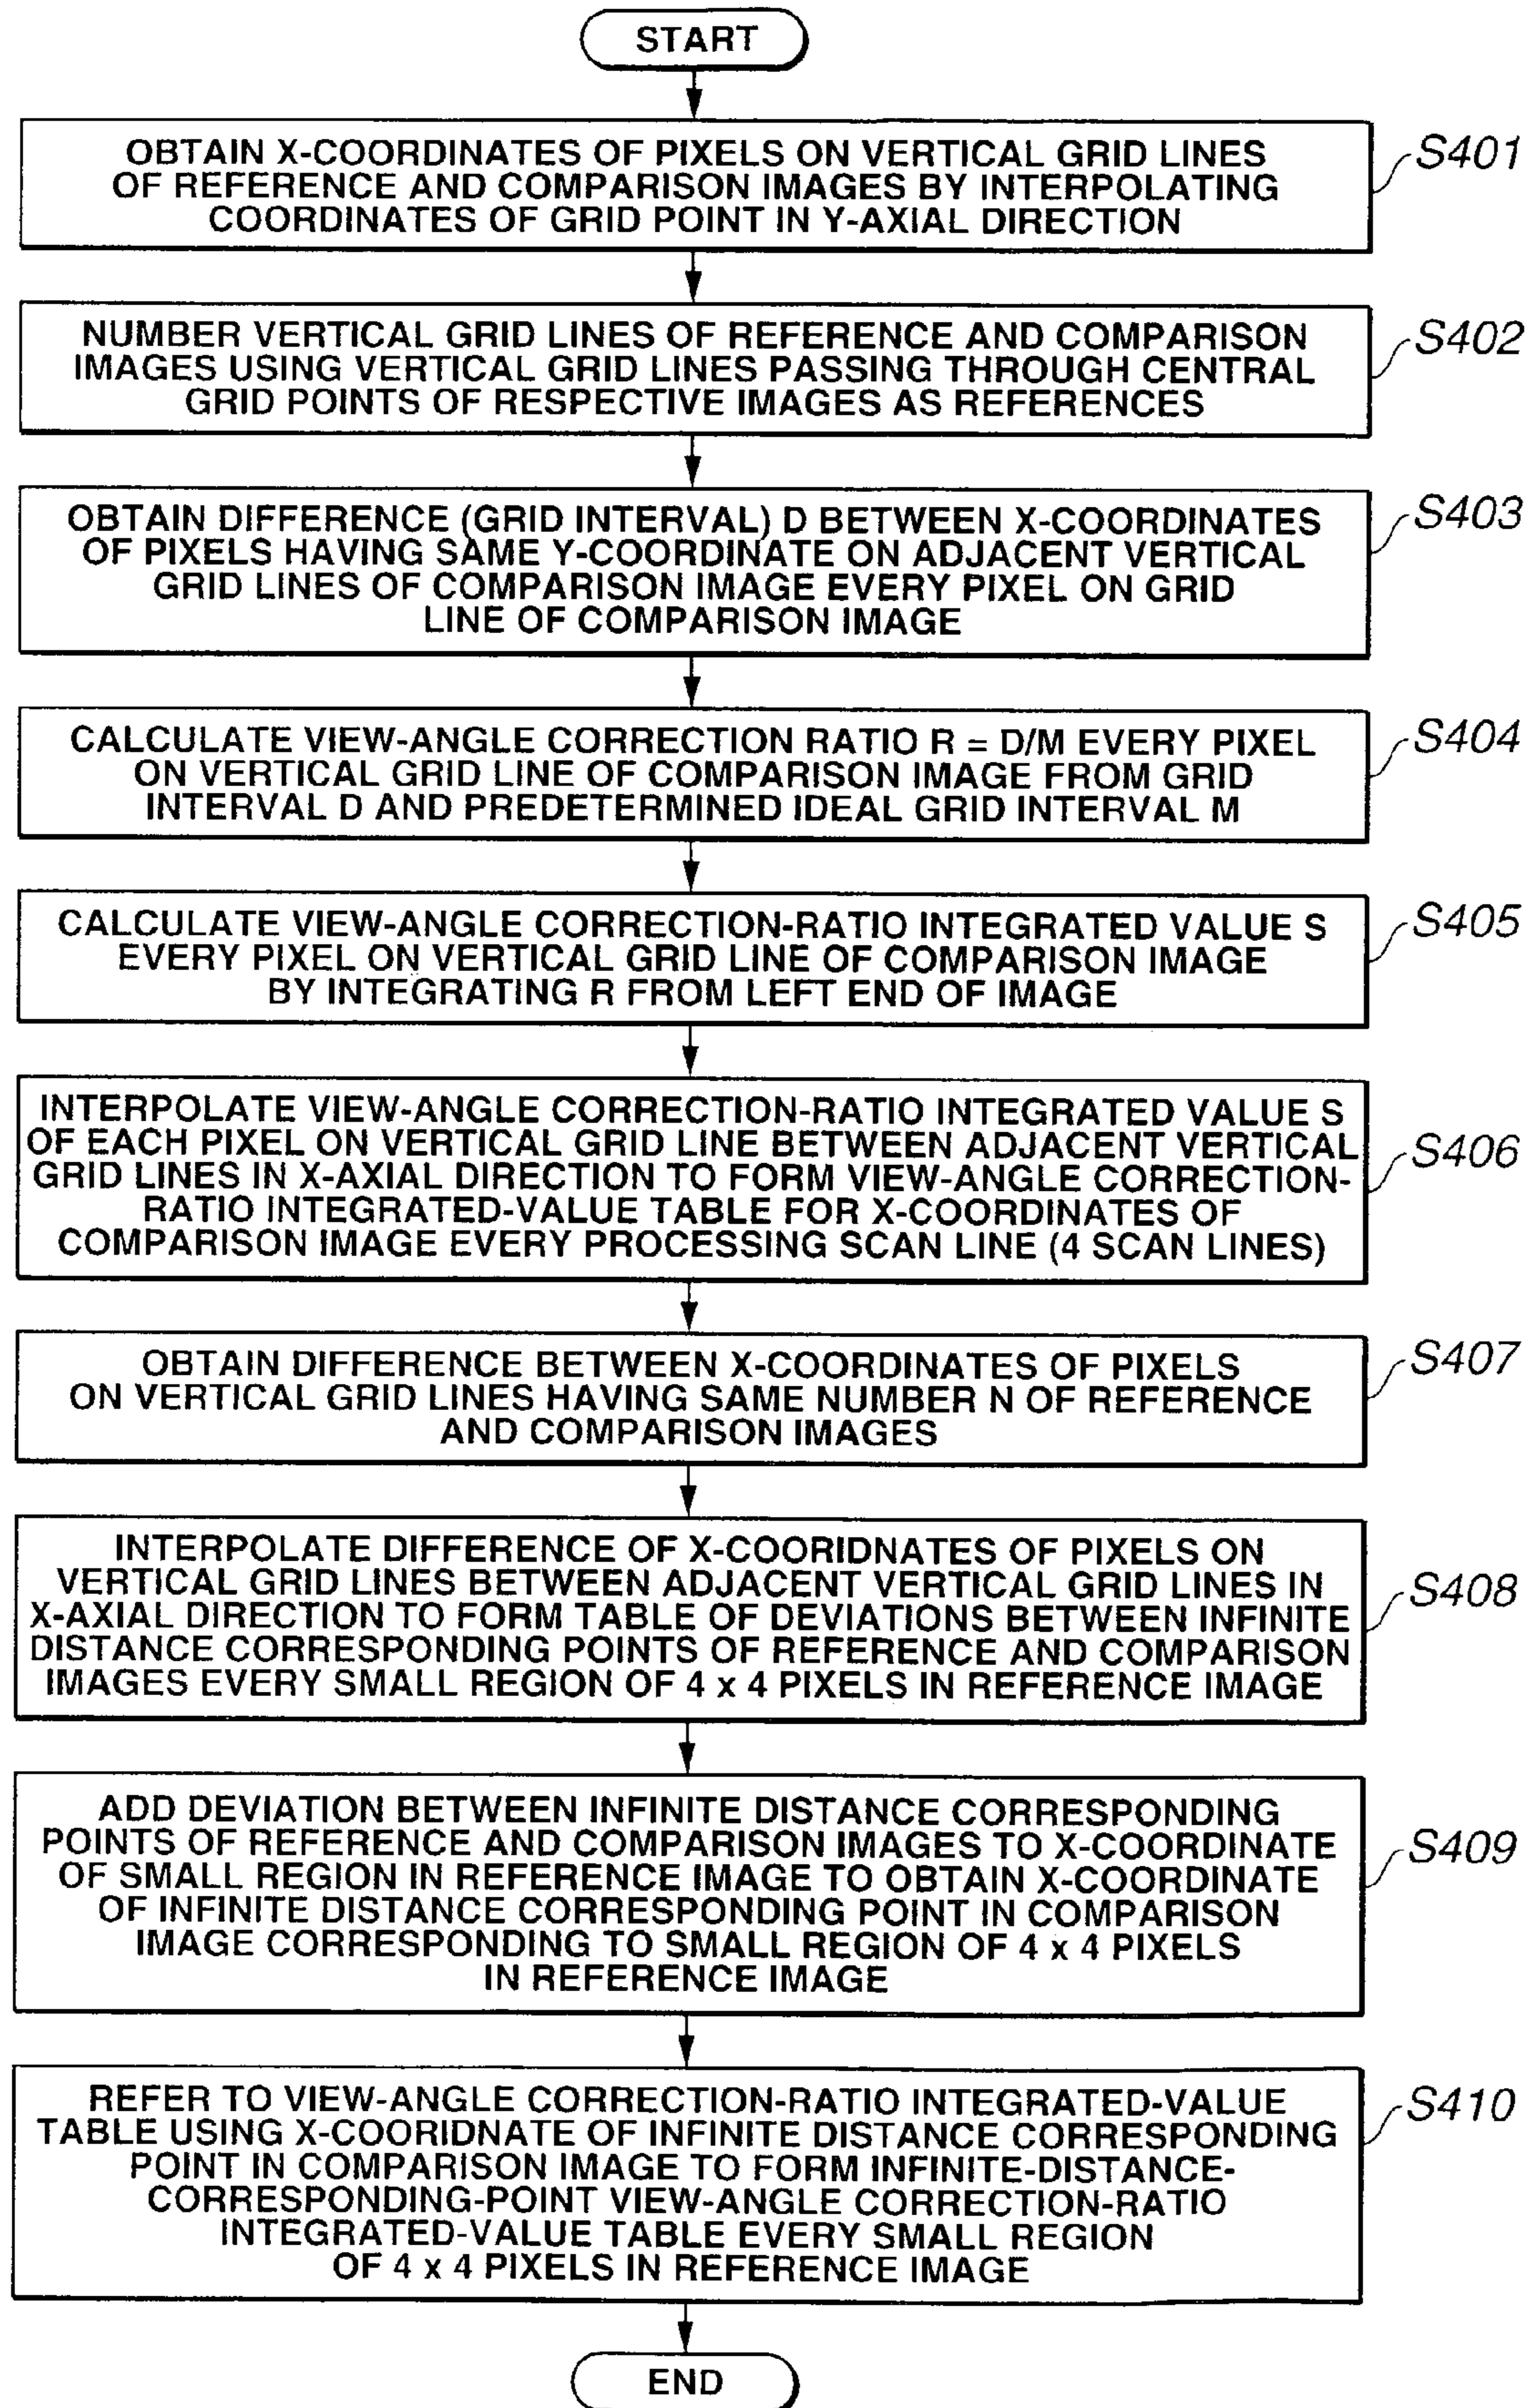 START
OBTAIN X-COORDINATES OF PIXELS ON VERTICAL GRID LINES
OF REFERENCE AND COMPARISON IMAGES BY INTERPOLATING
COORDINATES OF GRID POINT IN Y-AXIAL DIRECTION
S401
NUMBER VERTICAL GRID LINES OF REFERENCE AND COMPARISON
IMAGES USING VERTICAL GRID LINES PASSING THROUGH CENTRAL
GRID POINTS OF RESPECTIVE IMAGES AS REFERENCES
S402
OBTAIN DIFFERENCE (GRID INTERVAL) D BETWEEN X-COORDINATES
OF PIXELS HAVING SAME Y-COORDINATE ON ADJACENT VERTICAL
GRID LINES OF COMPARISON IMAGE EVERY PIXEL ON GRID
LINE OF COMPARISON IMAGE
S403
CALCULATE VIEW-ANGLE CORRECTION RATIO R = D/M EVERY PIXEL
ON VERTICAL GRID LINE OF COMPARISON IMAGE FROM GRID
INTERVAL D AND PREDETERMINED IDEAL GRID INTERVAL M
S404
CALCULATE VIEW-ANGLE CORRECTION-RATIO INTEGRATED VALUE S
EVERY PIXEL ON VERTICAL GRID LINE OF COMPARISON IMAGE
BY INTEGRATING R FROM LEFT END OF IMAGE
S405
INTERPOLATE VIEW-ANGLE CORRECTION-RATIO INTEGRATED VALUE S
OF EACH PIXEL ON VERTICAL GRID LINE BETWEEN ADJACENT VERTICAL
GRID LINES IN X-AXIAL DIRECTION TO FORM VIEW-ANGLE CORRECTION-
RATIO INTEGRATED-VALUE TABLE FOR X-COORDINATES OF
COMPARISON IMAGE EVERY PROCESSING SCAN LINE (4 SCAN LINES)
S406
OBTAIN DIFFERENCE BETWEEN X-COORDINATES OF PIXELS
ON VERTICAL GRID LINES HAVING SAME NUMBER N OF REFERENCE
AND COMPARISON IMAGES
S407
INTERPOLATE DIFFERENCE OF X-COORIDNATES OF PIXELS ON
VERTICAL GRID LINES BETWEEN ADJACENT VERTICAL GRID LINES IN
X-AXIAL DIRECTION TO FORM TABLE OF DEVIATIONS BETWEEN INFINITE
DISTANCE CORRESPONDING POINTS OF REFERENCE AND COMPARISON
IMAGES EVERY SMALL REGION OF 4 x 4 PIXELS IN REFERENCE IMAGE
S408
ADD DEVIATION BETWEEN INFINITE DISTANCE CORRESPONDING
POINTS OF REFERENCE AND COMPARISON IMAGES TO X-COORDINATE
OF SMALL REGION IN REFERENCE IMAGE TO OBTAIN X-COORDINATE
OF INFINITE DISTANCE CORRESPONDING POINT IN COMPARISON
IMAGE CORRESPONDING TO SMALL REGION OF 4 x 4 PIXELS
IN REFERENCE IMAGE
S409
REFER TO VIEW-ANGLE CORRECTION-RATIO INTEGRATED-VALUE
TABLE USING X-COORIDNATE OF INFINITE DISTANCE CORRESPONDING
POINT IN COMPARISON IMAGE TO FORM INFINITE-DISTANCE-
CORRESPONDING-POINT VIEW-ANGLE CORRECTION-RATIO
INTEGRATED-VALUE TABLE EVERY SMALL REGION
OF 4 x 4 PIXELS IN REFERENCE IMAGE
S410
END